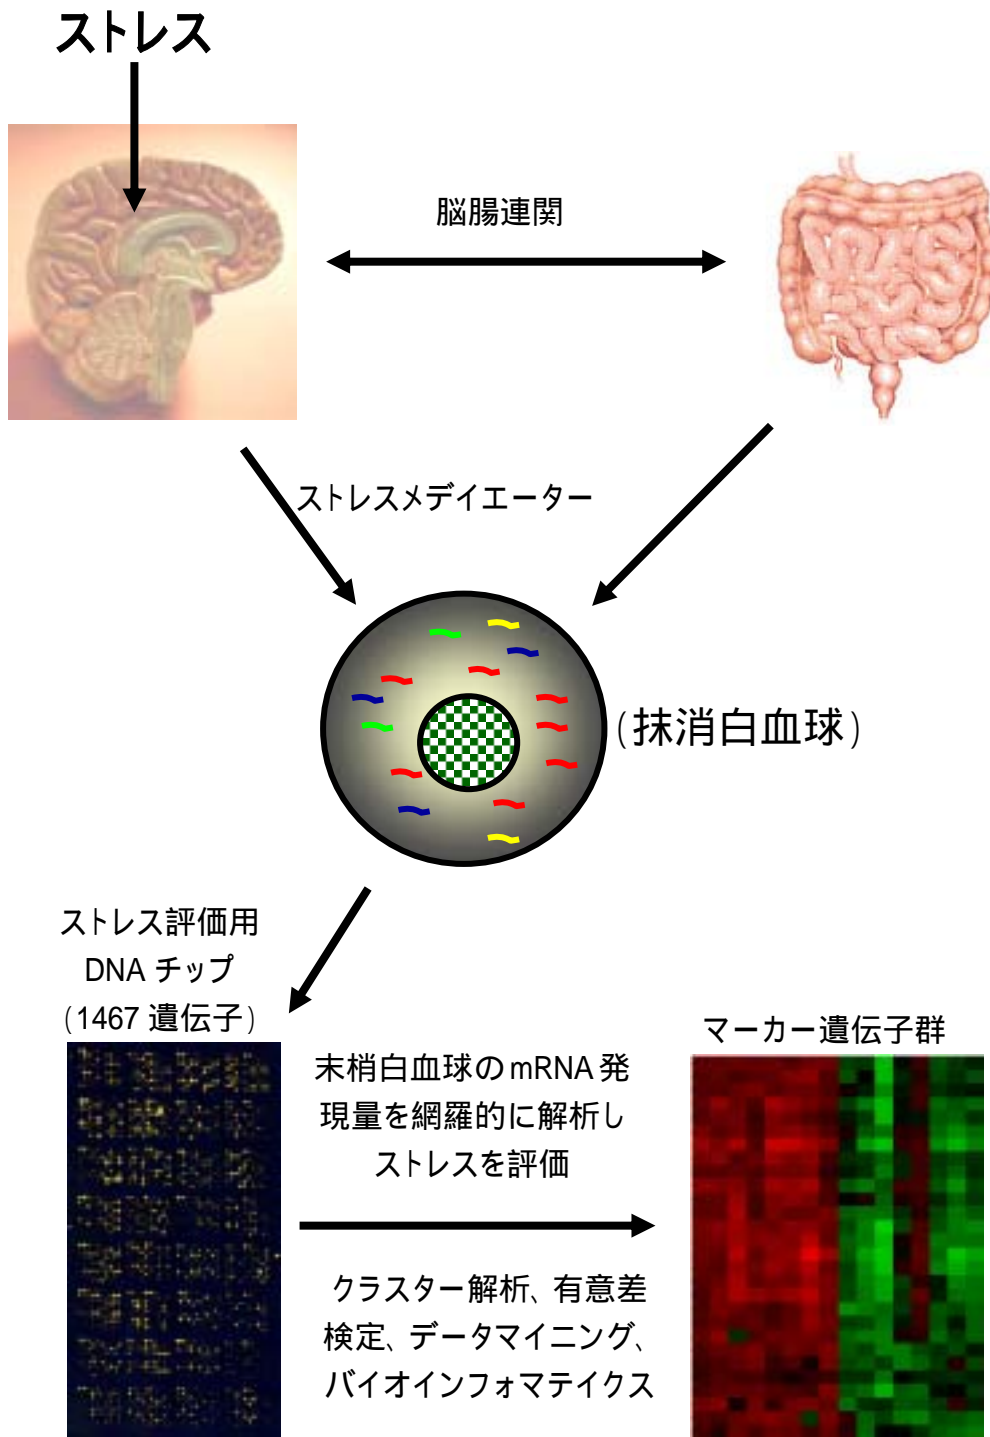 ストレス
脳腸連関
ストレスメデイエーター
(抹消白血球)
ストレス評価用
DNA チップ
(1467 遺伝子)
マーカー遺伝子群
末梢白血球のmRNA 発
現量を網羅的に解析し
ストレスを評価
クラスター解析、有意差
検定、データマイニング、
バイオインフォマテイクス